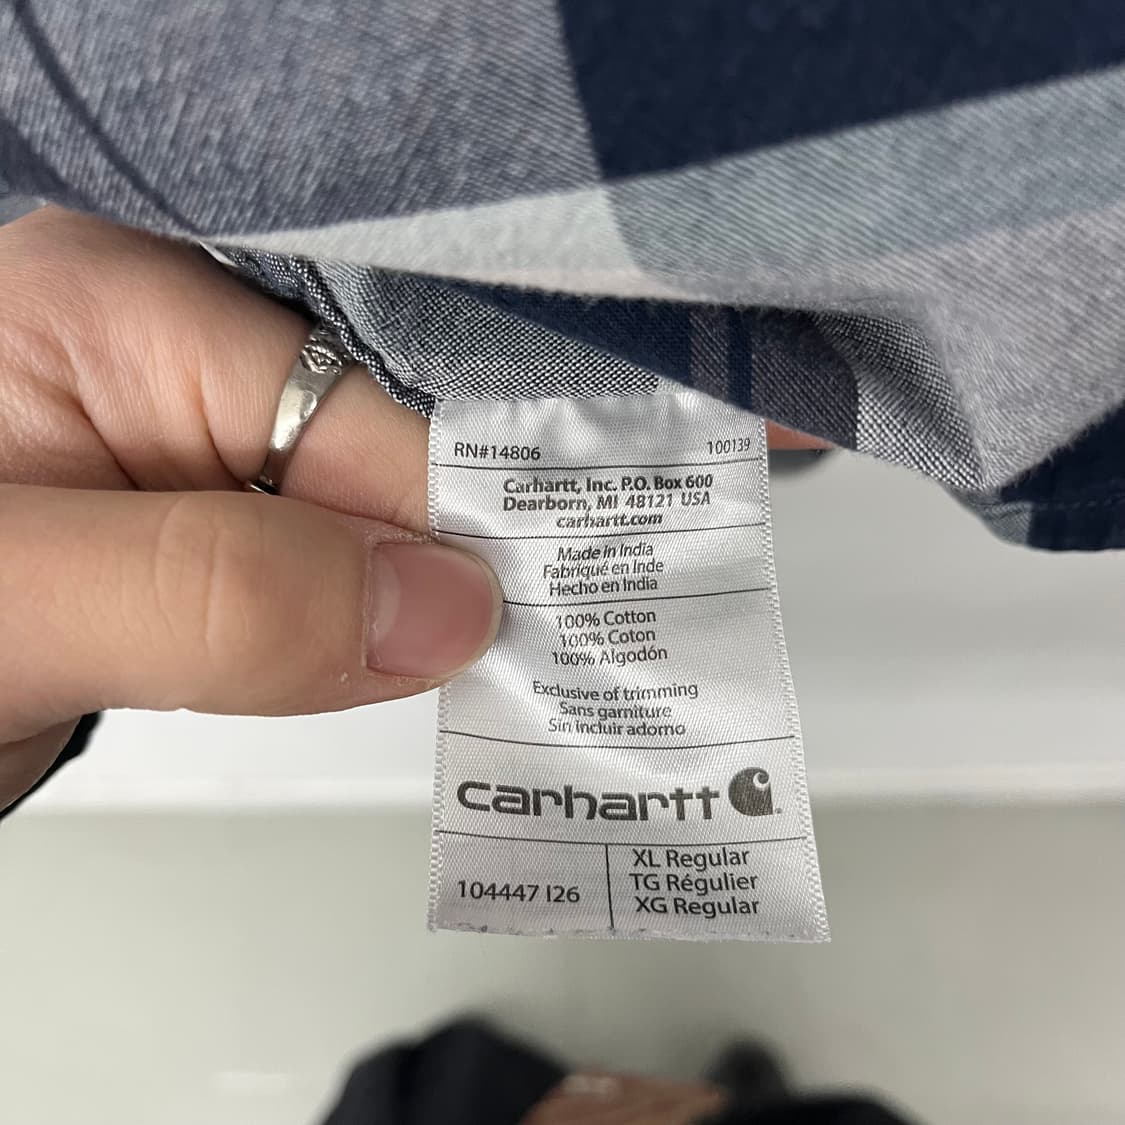 RN#14806 100139
Carhartt, Inc. P.O. Box 600
Dearborn, MI 48121 USA
carhartt.com
Made in India
Fabriqué en Inde
Hecho en India
100% Cotton
100% Coton
100% Algodón
Exclusive of trimming
Sans garniture
Sin incluir adorno
carhartt
104447 I26
XL Regular
TG Régulier
XG Regular